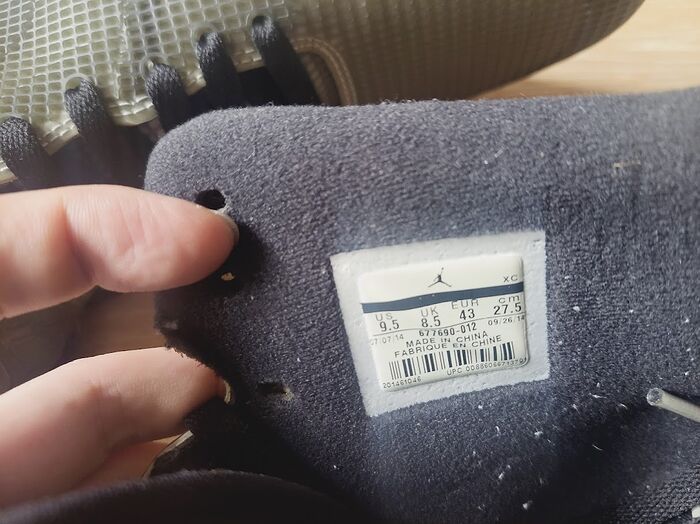 XC
US UK EUR cm
9.5 8.5 43 27.5
07/07/14 677690-012 09/26/14
MADE IN CHINA
FABRIQUE EN CHINE
201461046